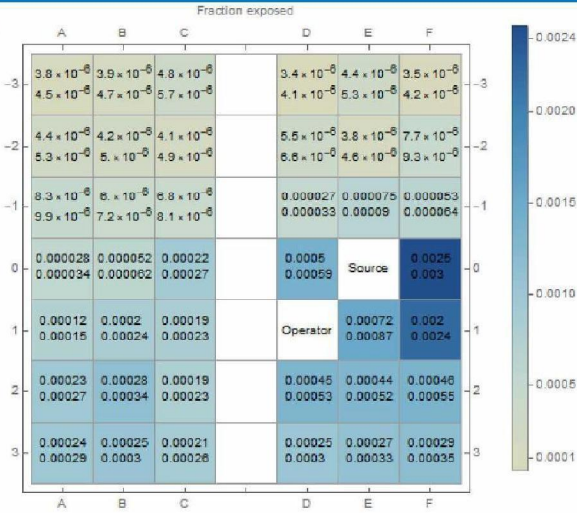 Fraction exposed
A B C D E F
-3 3.8 × 10⁻⁶ 3.9 × 10⁻⁶ 4.8 × 10⁻⁶ 3.4 × 10⁻⁶ 4.4 × 10⁻⁶ 3.5 × 10⁻⁶ -3
4.5 × 10⁻⁶ 4.7 × 10⁻⁶ 5.7 × 10⁻⁶ 4.1 × 10⁻⁶ 5.3 × 10⁻⁶ 4.2 × 10⁻⁶
-2 4.4 × 10⁻⁶ 4.2 × 10⁻⁶ 4.1 × 10⁻⁶ 5.5 × 10⁻⁶ 3.8 × 10⁻⁶ 7.7 × 10⁻⁶ -2
5.3 × 10⁻⁶ 5. × 10⁻⁶ 4.9 × 10⁻⁶ 6.6 × 10⁻⁶ 4.6 × 10⁻⁶ 9.3 × 10⁻⁶
-1 8.3 × 10⁻⁶ 6. × 10⁻⁶ 6.8 × 10⁻⁶ 0.000027 0.000075 0.000053 -1
9.9 × 10⁻⁶ 7.2 × 10⁻⁶ 8.1 × 10⁻⁶ 0.000033 0.00009 0.000064
0 0.000028 0.000052 0.00022 0.0005 Source 0.0025 0
0.000034 0.000062 0.00027 0.00059 0.003
1 0.00012 0.0002 0.00019 Operator 0.00072 0.002 1
0.00015 0.00024 0.00023 0.00087 0.0024
2 0.00023 0.00028 0.00019 0.00045 0.00044 0.00046 2
0.00027 0.00034 0.00023 0.00053 0.00052 0.00055
3 0.00024 0.00025 0.00021 0.00025 0.00027 0.00029 3
0.00029 0.0003 0.00026 0.0003 0.00033 0.00035
A B C D E F
0.0024
0.0020
0.0015
0.0010
0.0005
0.0001